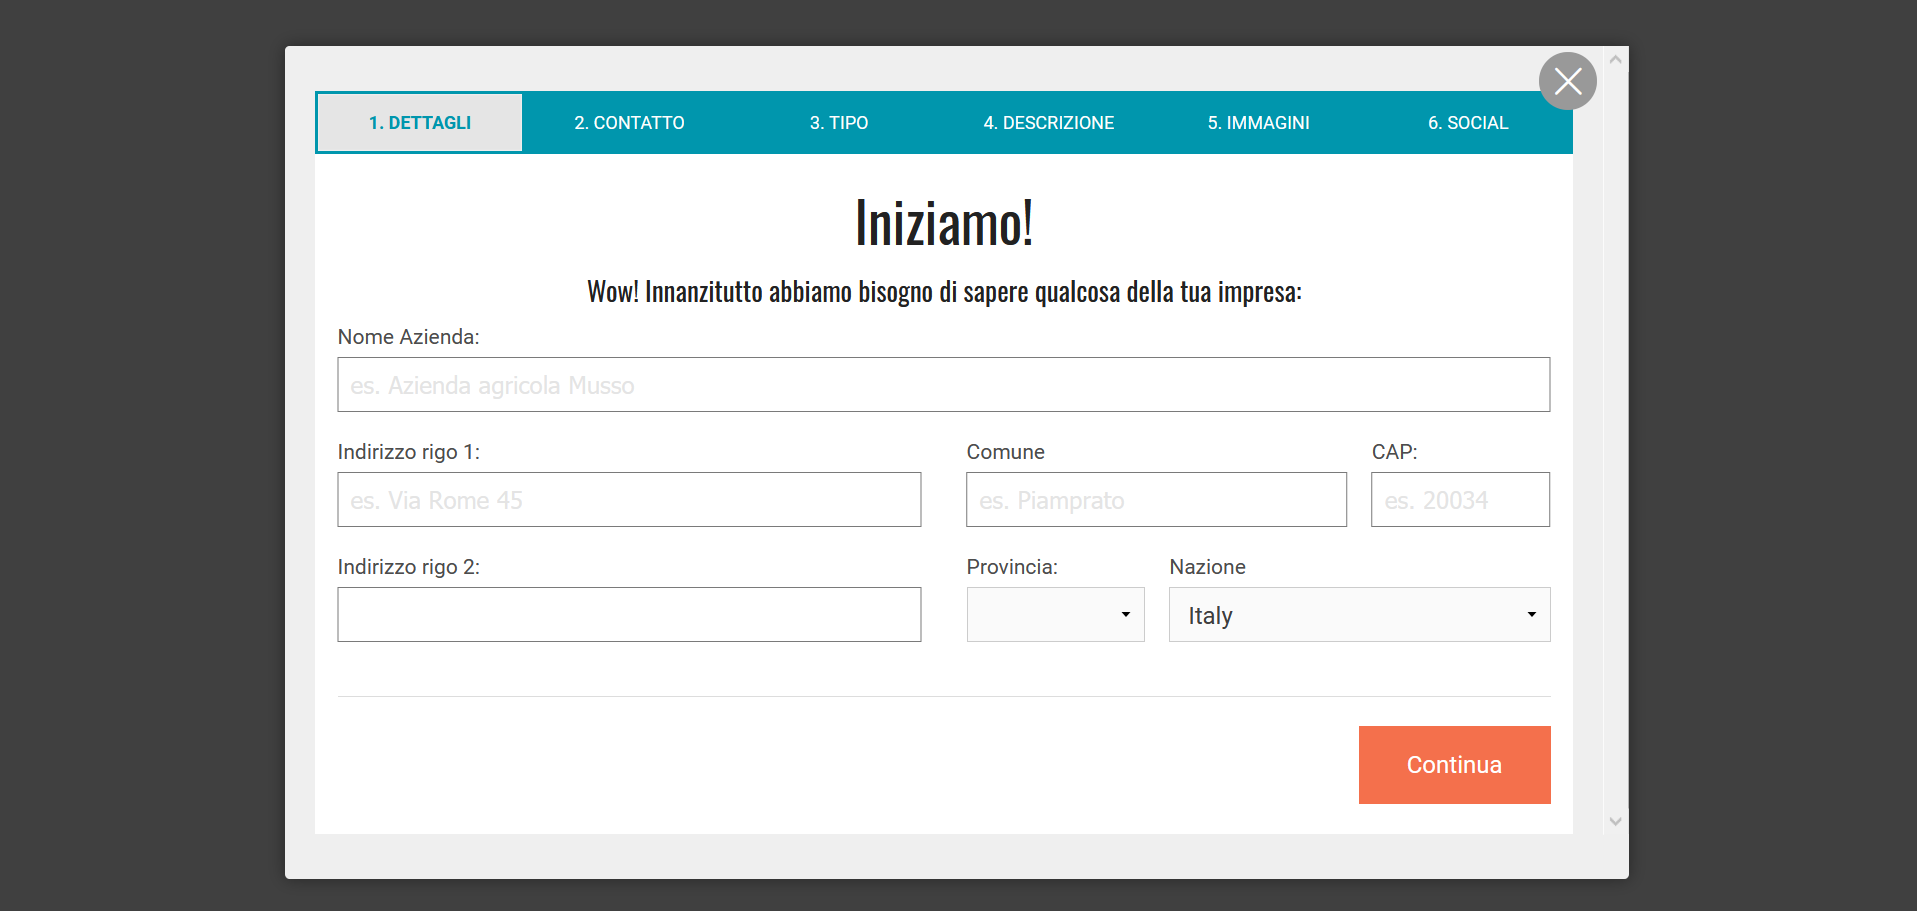 1. DETTAGLI 2. CONTATTO 3. TIPO 4. DESCRIZIONE 5. IMMAGINI 6. SOCIAL
Iniziamo!
Wow! Innanzitutto abbiamo bisogno di sapere qualcosa della tua impresa:
Nome Azienda:
es. Azienda agricola Musso
Indirizzo rigo 1: Comune CAP:
es. Via Rome 45 es. Piamprato es. 20034
Indirizzo rigo 2: Provincia: Nazione
Italy
Continua